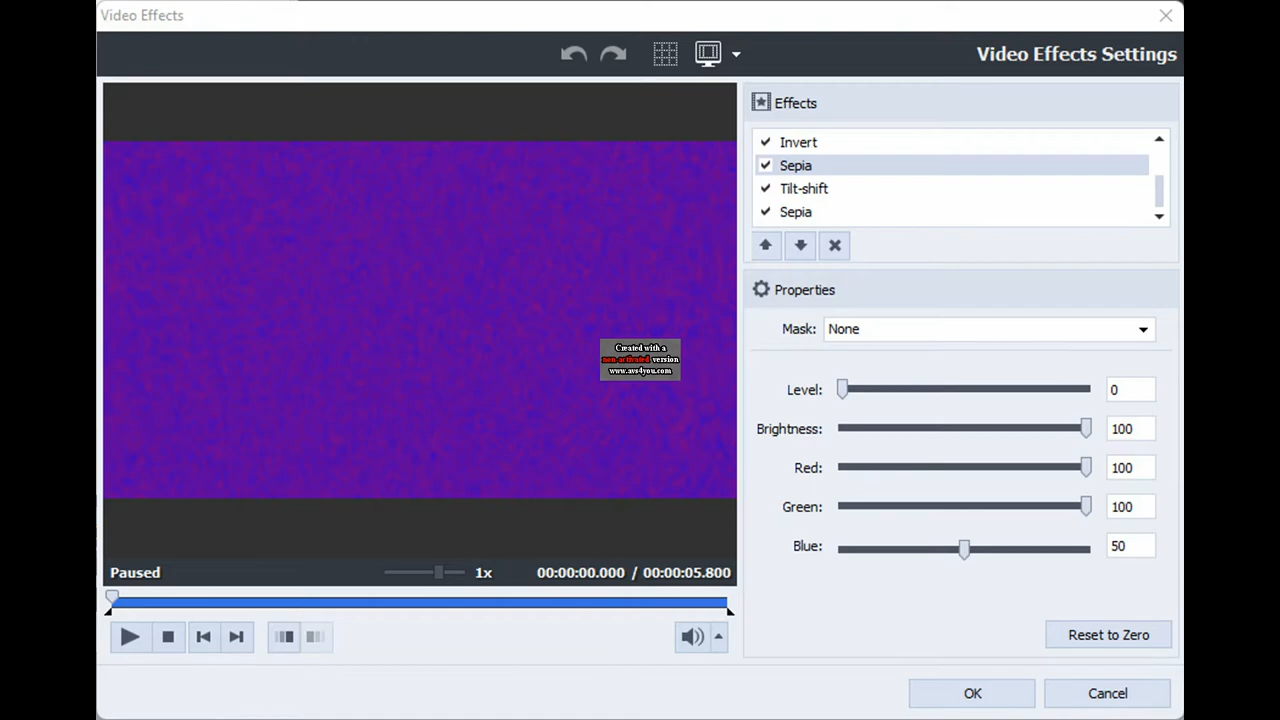 Video Effects
Video Effects Settings
Effects
Invert
Sepia
Tilt-shift
Sepia
Properties
Mask: None
Level: 0
Brightness: 100
Red: 100
Green: 100
Blue: 50
Created with a
non-activated version
www.avs4you.com
Paused 1x 00:00:00.000 / 00:00:05.800
Reset to Zero
OK Cancel